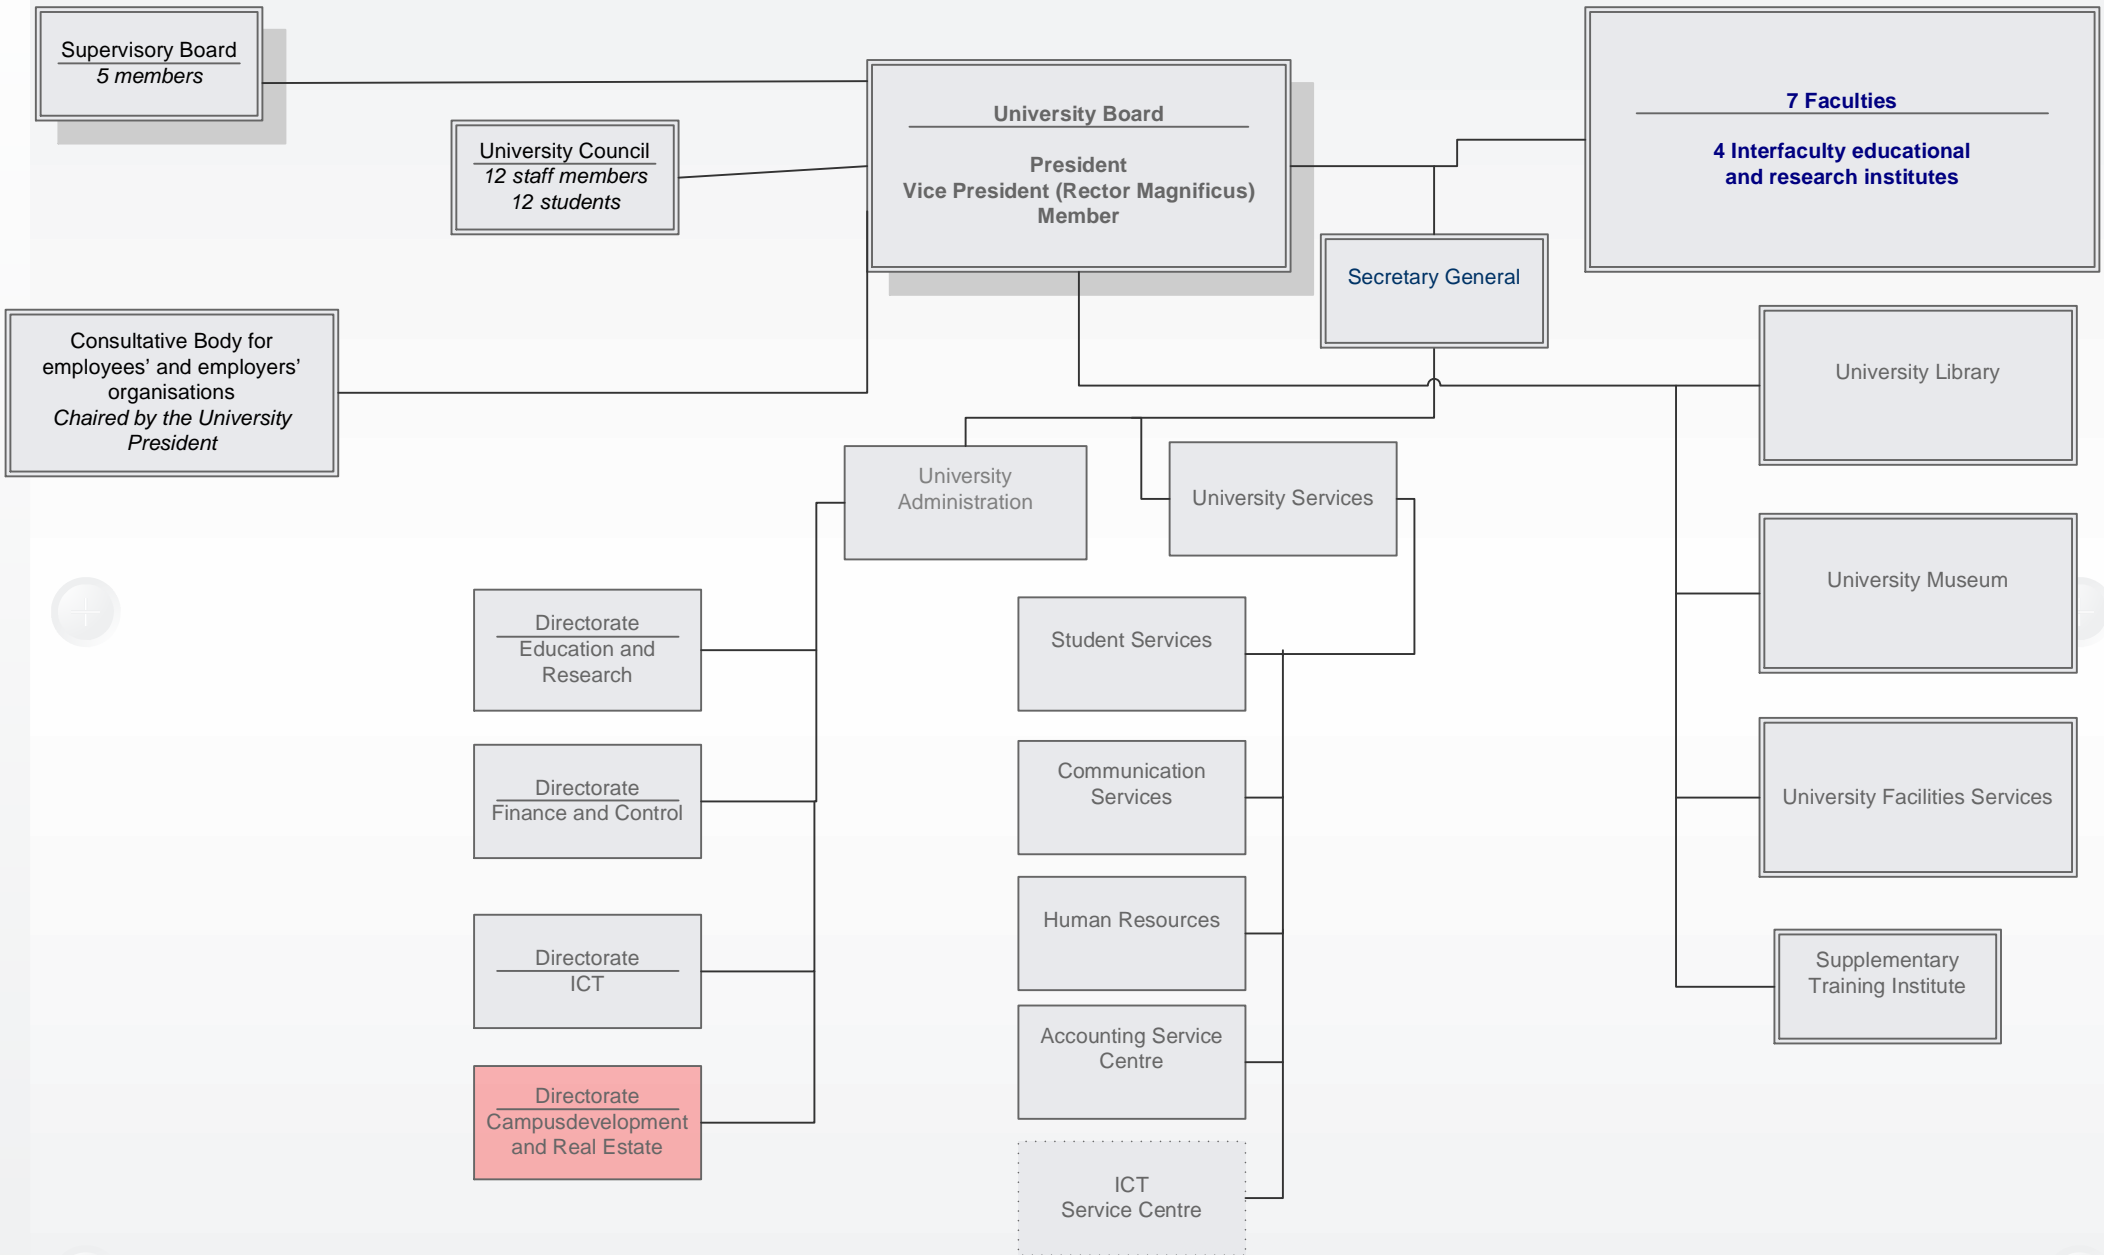 Supervisory Board
5 members
University Council
12 staff members
12 students
University Board
President
Vice President (Rector Magnificus)
Member
7 Faculties
4 Interfaculty educational
and research institutes
Secretary General
Consultative Body for
employees’ and employers’
organisations
Chaired by the University
President
University Library
University
Administration
University Services
University Museum
Directorate
Education and
Research
Student Services
Directorate
Finance and Control
Communication
Services
University Facilities Services
Human Resources
Directorate
ICT
Supplementary
Training Institute
Accounting Service
Centre
Directorate
Campusdevelopment
and Real Estate
ICT
Service Centre